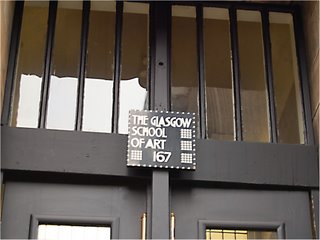 THE GLASGOW
SCHOOL
OF ART
167